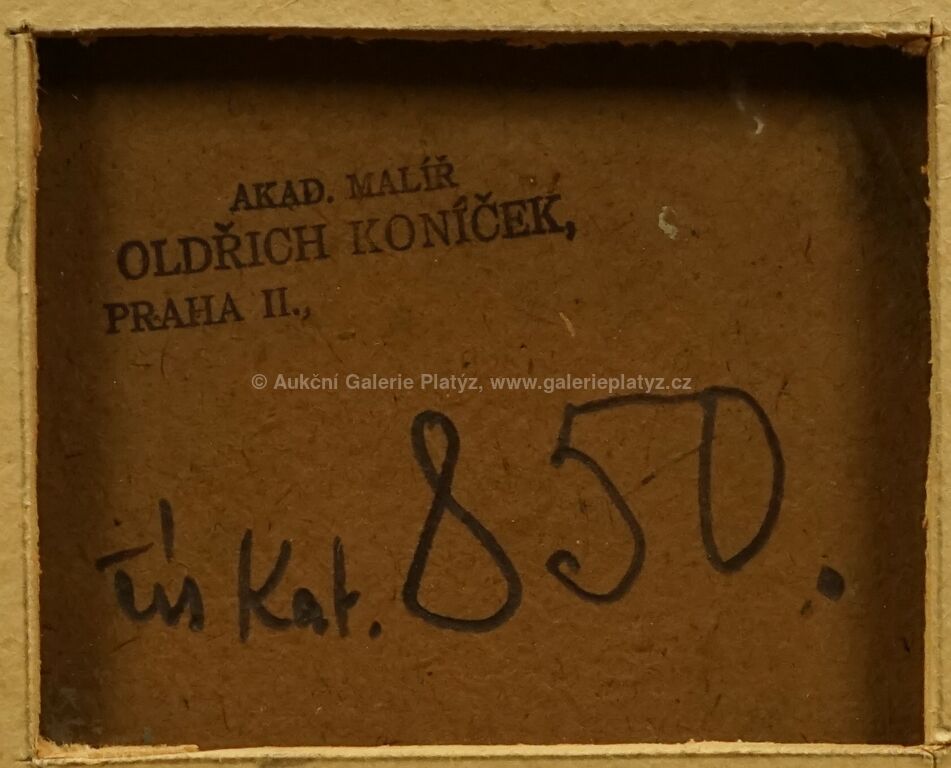 AKAD. MALÍŘ
OLDŘICH KONÍČEK,
PRAHA II.,
© Aukční Galerie Platýz, www.galerieplatyz.cz
Kat. 850.